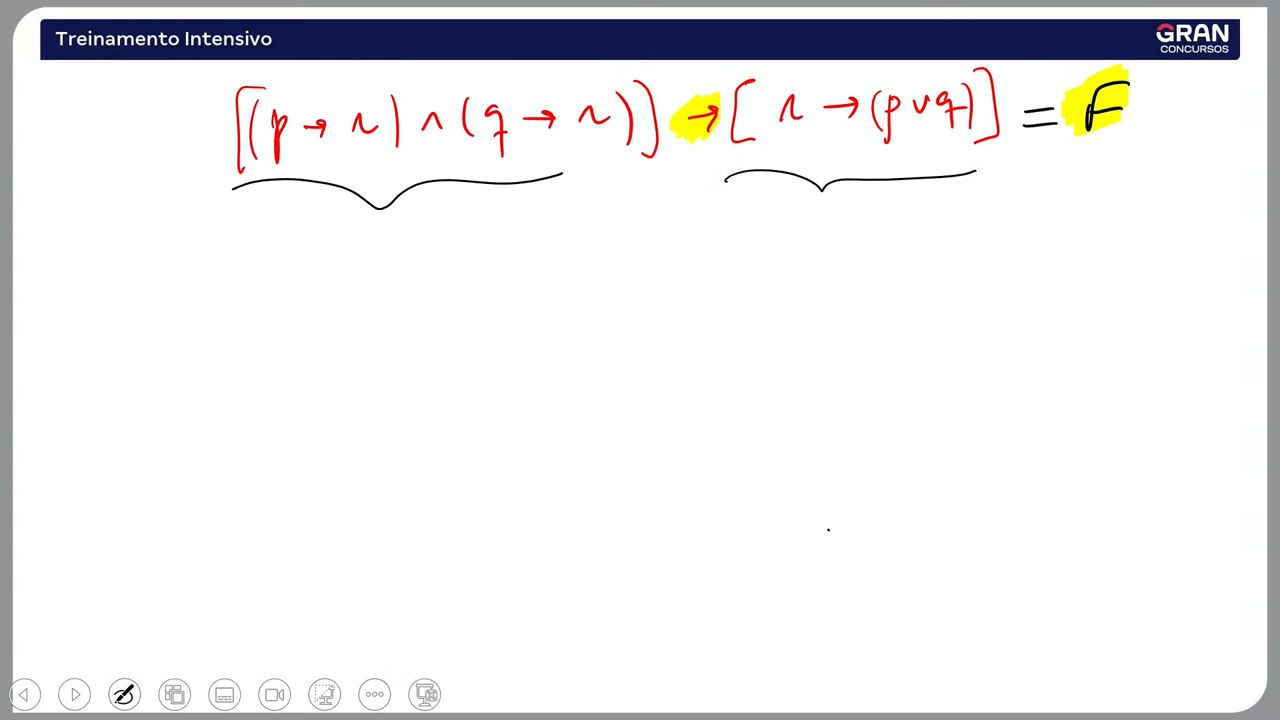 Treinamento Intensivo
GRAN
CONCURSOS
[(p → r) ∧ (q → r)] → [r → (p ∨ q)] = F